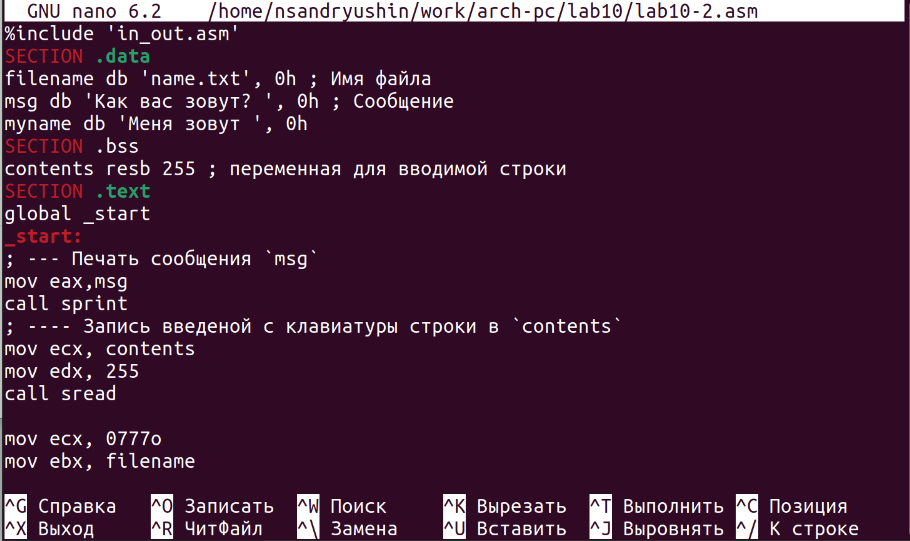 GNU nano 6.2    /home/nsandryushin/work/arch-pc/lab10/lab10-2.asm
%include 'in_out.asm'
SECTION .data
filename db 'name.txt', 0h ; Имя файла
msg db 'Как вас зовут? ', 0h ; Сообщение
myname db 'Меня зовут ', 0h
SECTION .bss
contents resb 255 ; переменная для вводимой строки
SECTION .text
global _start
_start:
; --- Печать сообщения `msg`
mov eax,msg
call sprint
; ---- Запись введеной с клавиатуры строки в `contents`
mov ecx, contents
mov edx, 255
call sread
mov ecx, 0777o
mov ebx, filename
^G Справка ^O Записать ^W Поиск ^K Вырезать ^T Выполнить ^C Позиция
^X Выход ^R ЧитФайл ^\ Замена ^U Вставить ^J Выровнять ^/ К строке